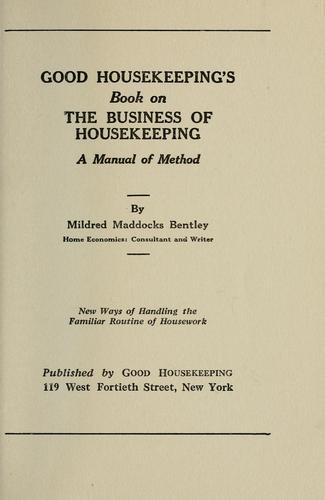 GOOD HOUSEKEEPING'S
Book on
THE BUSINESS OF
HOUSEKEEPING
A Manual of Method
By
Mildred Maddocks Bentley
Home Economics: Consultant and Writer
New Ways of Handling the
Familiar Routine of Housework
Published by GOOD HOUSEKEEPING
119 West Fortieth Street, New York